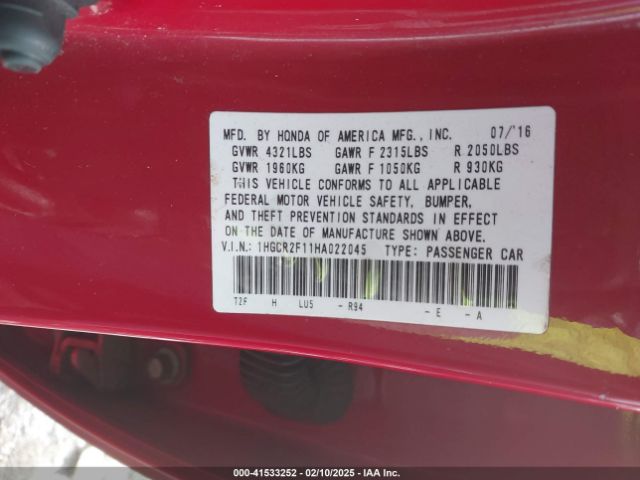 MFD. BY HONDA OF AMERICA MFG., INC. 07/'16
GVWR 4321LBS GAWR F 2315LBS R 2050LBS
GVWR 1960KG GAWR F 1050KG R 930KG
THIS VEHICLE CONFORMS TO ALL APPLICABLE
FEDERAL MOTOR VEHICLE SAFETY, BUMPER,
AND THEFT PREVENTION STANDARDS IN EFFECT
ON THE DATE OF MANUFACTURE SHOWN ABOVE.
V.I.N.: 1HGCR2F11HA022045 TYPE: PASSENGER CAR
T2F H LU5 - R94 - E - A
000-41533252 - 02/10/2025 - IAA Inc.